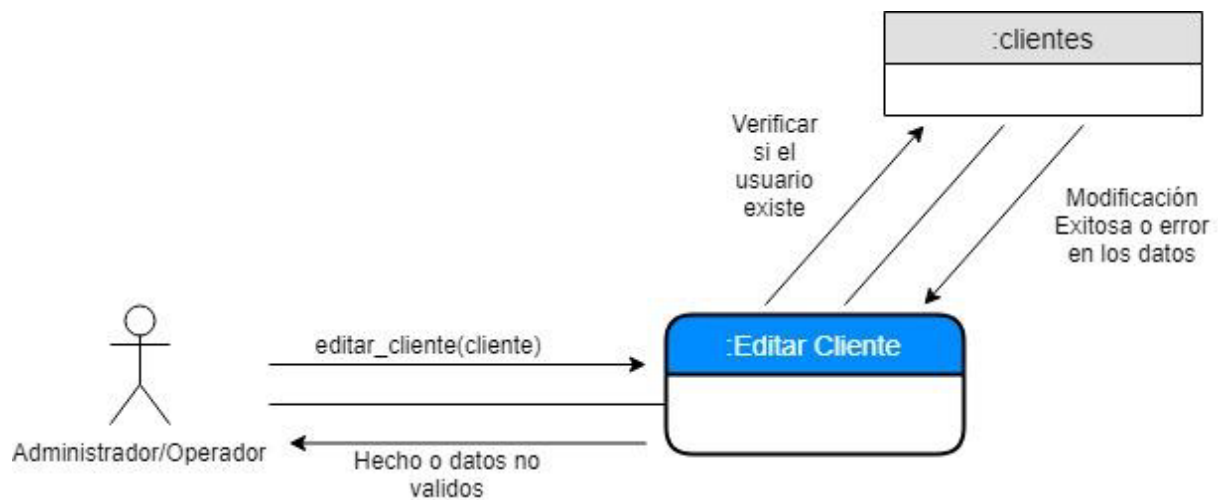 :clientes
Verificar
si el
usuario
existe
Modificación
Exitosa o error
en los datos
editar_cliente(cliente)
:Editar Cliente
Administrador/Operador
Hecho o datos no
validos